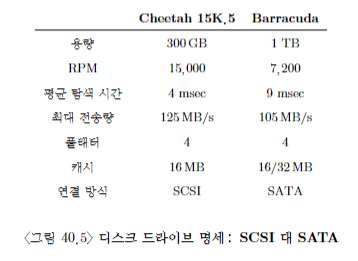 Cheetah 15K.5 Barracuda
용량 300 GB 1 TB
RPM 15,000 7,200
평균 탐색 시간 4 msec 9 msec
최대 전송량 125 MB/s 105 MB/s
플래터 4 4
캐시 16 MB 16/32 MB
연결 방식 SCSI SATA
〈그림 40.5〉 디스크 드라이브 명세: SCSI 대 SATA